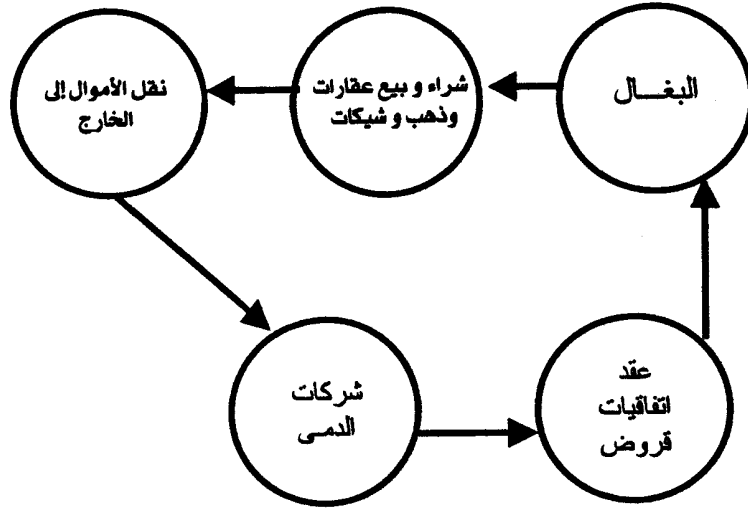 البغـــال
شراء و بيع عقارات
وذهب و شيكات
نقل الأموال إلى
الخارج
شركات
الدمـى
عقد
اتفاقيات
قروض